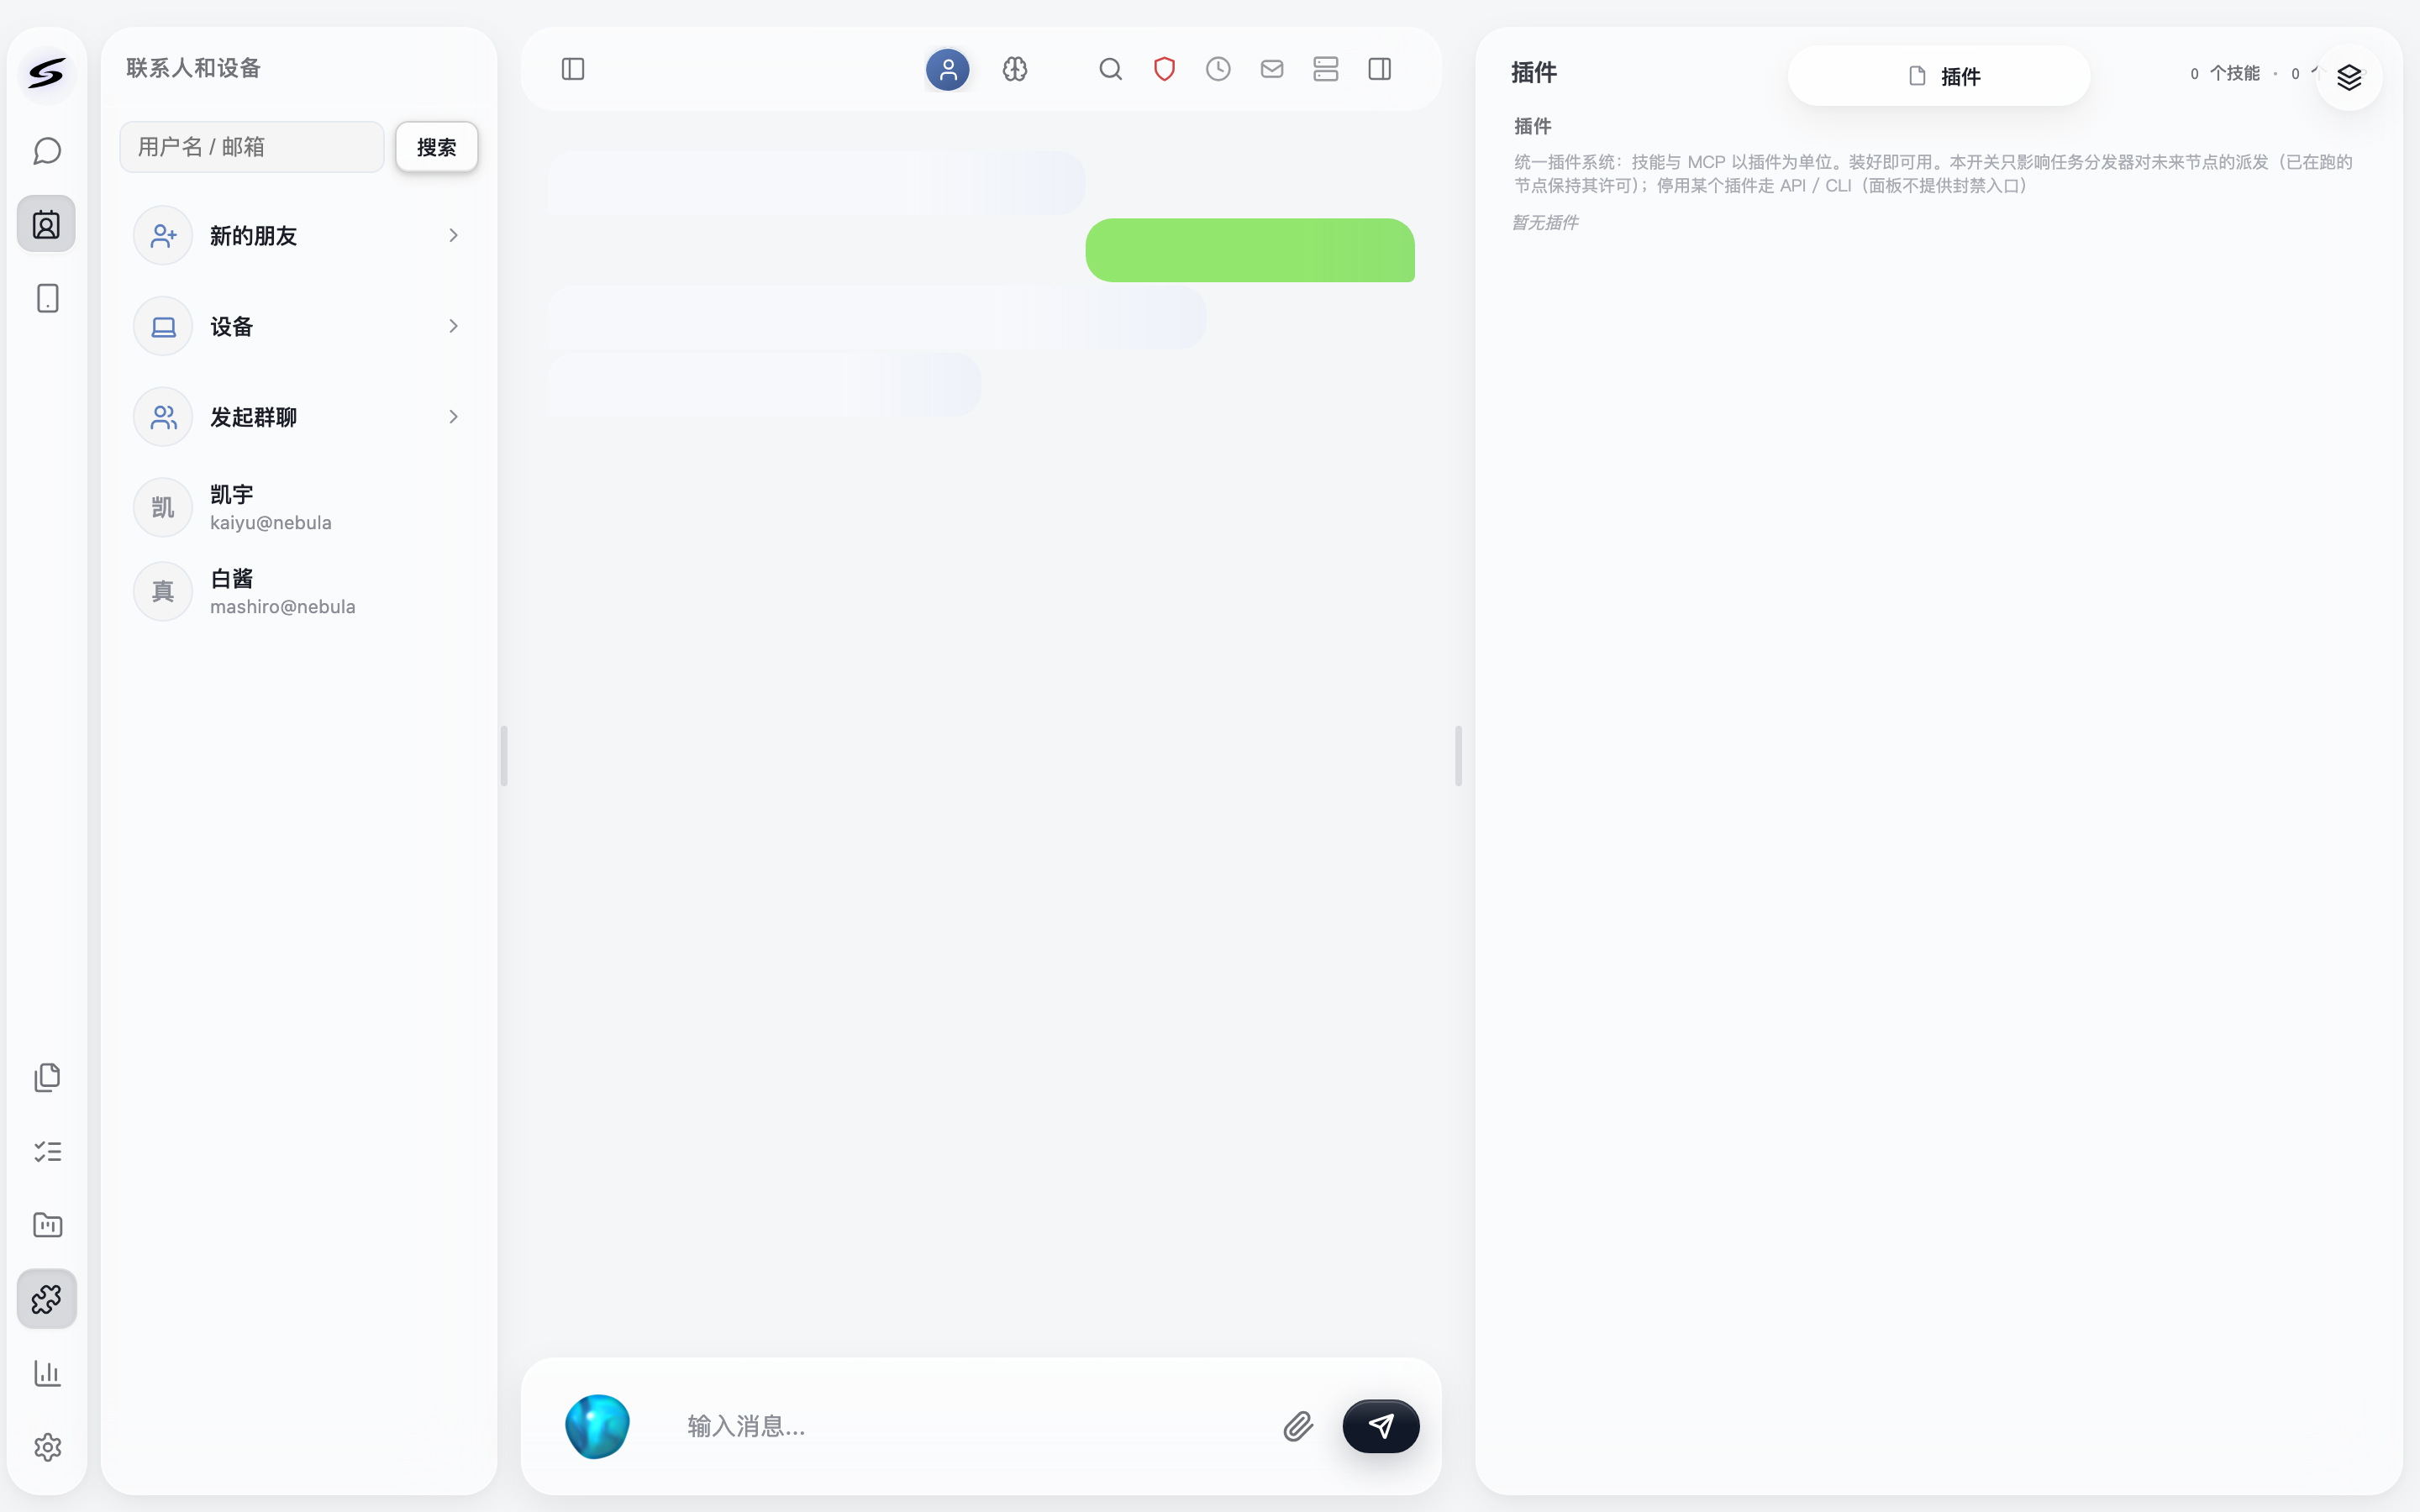 联系人和设备
用户名 / 邮箱
搜索
新的朋友
设备
发起群聊
凯
凯宇
kaiyu@nebula
真
白酱
mashiro@nebula
输入消息...
插件
插件
0 个技能 · 0 个
插件
统一插件系统：技能与 MCP 以插件为单位。装好即可用。本开关只影响任务分发器对未来节点的派发（已在跑的
节点保持其许可）；停用某个插件走 API / CLI（面板不提供封禁入口）
暂无插件